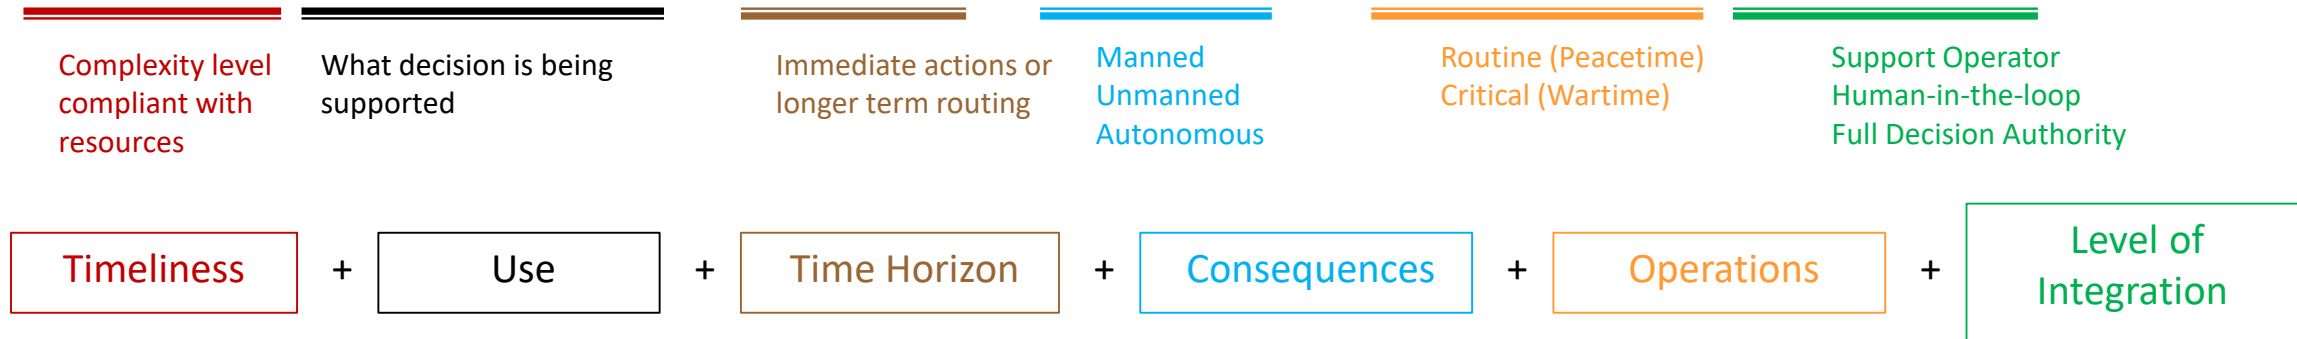 Complexity level
compliant with
resources
What decision is being
supported
Immediate actions or
longer term routing
Manned
Unmanned
Autonomous
Routine (Peacetime)
Critical (Wartime)
Support Operator
Human-in-the-loop
Full Decision Authority
Timeliness + Use + Time Horizon + Consequences + Operations + Level of
Integration